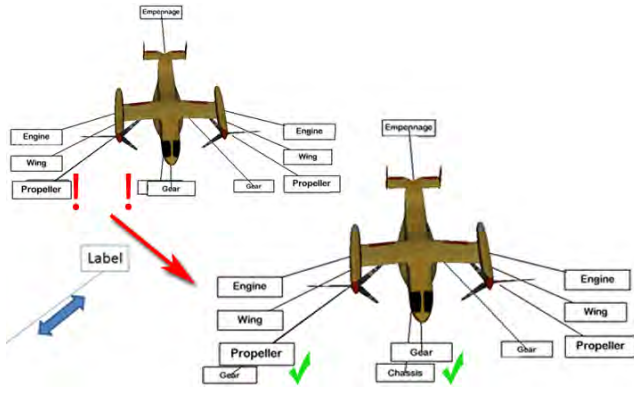 Empennage
Engine
Engine
Wing
Wing
Propeller
!
!
Gear
Gear
Propeller
Empennage
Label
Engine
Engine
Wing
Wing
Propeller
Gear
Gear
Propeller
Gear
Chassis